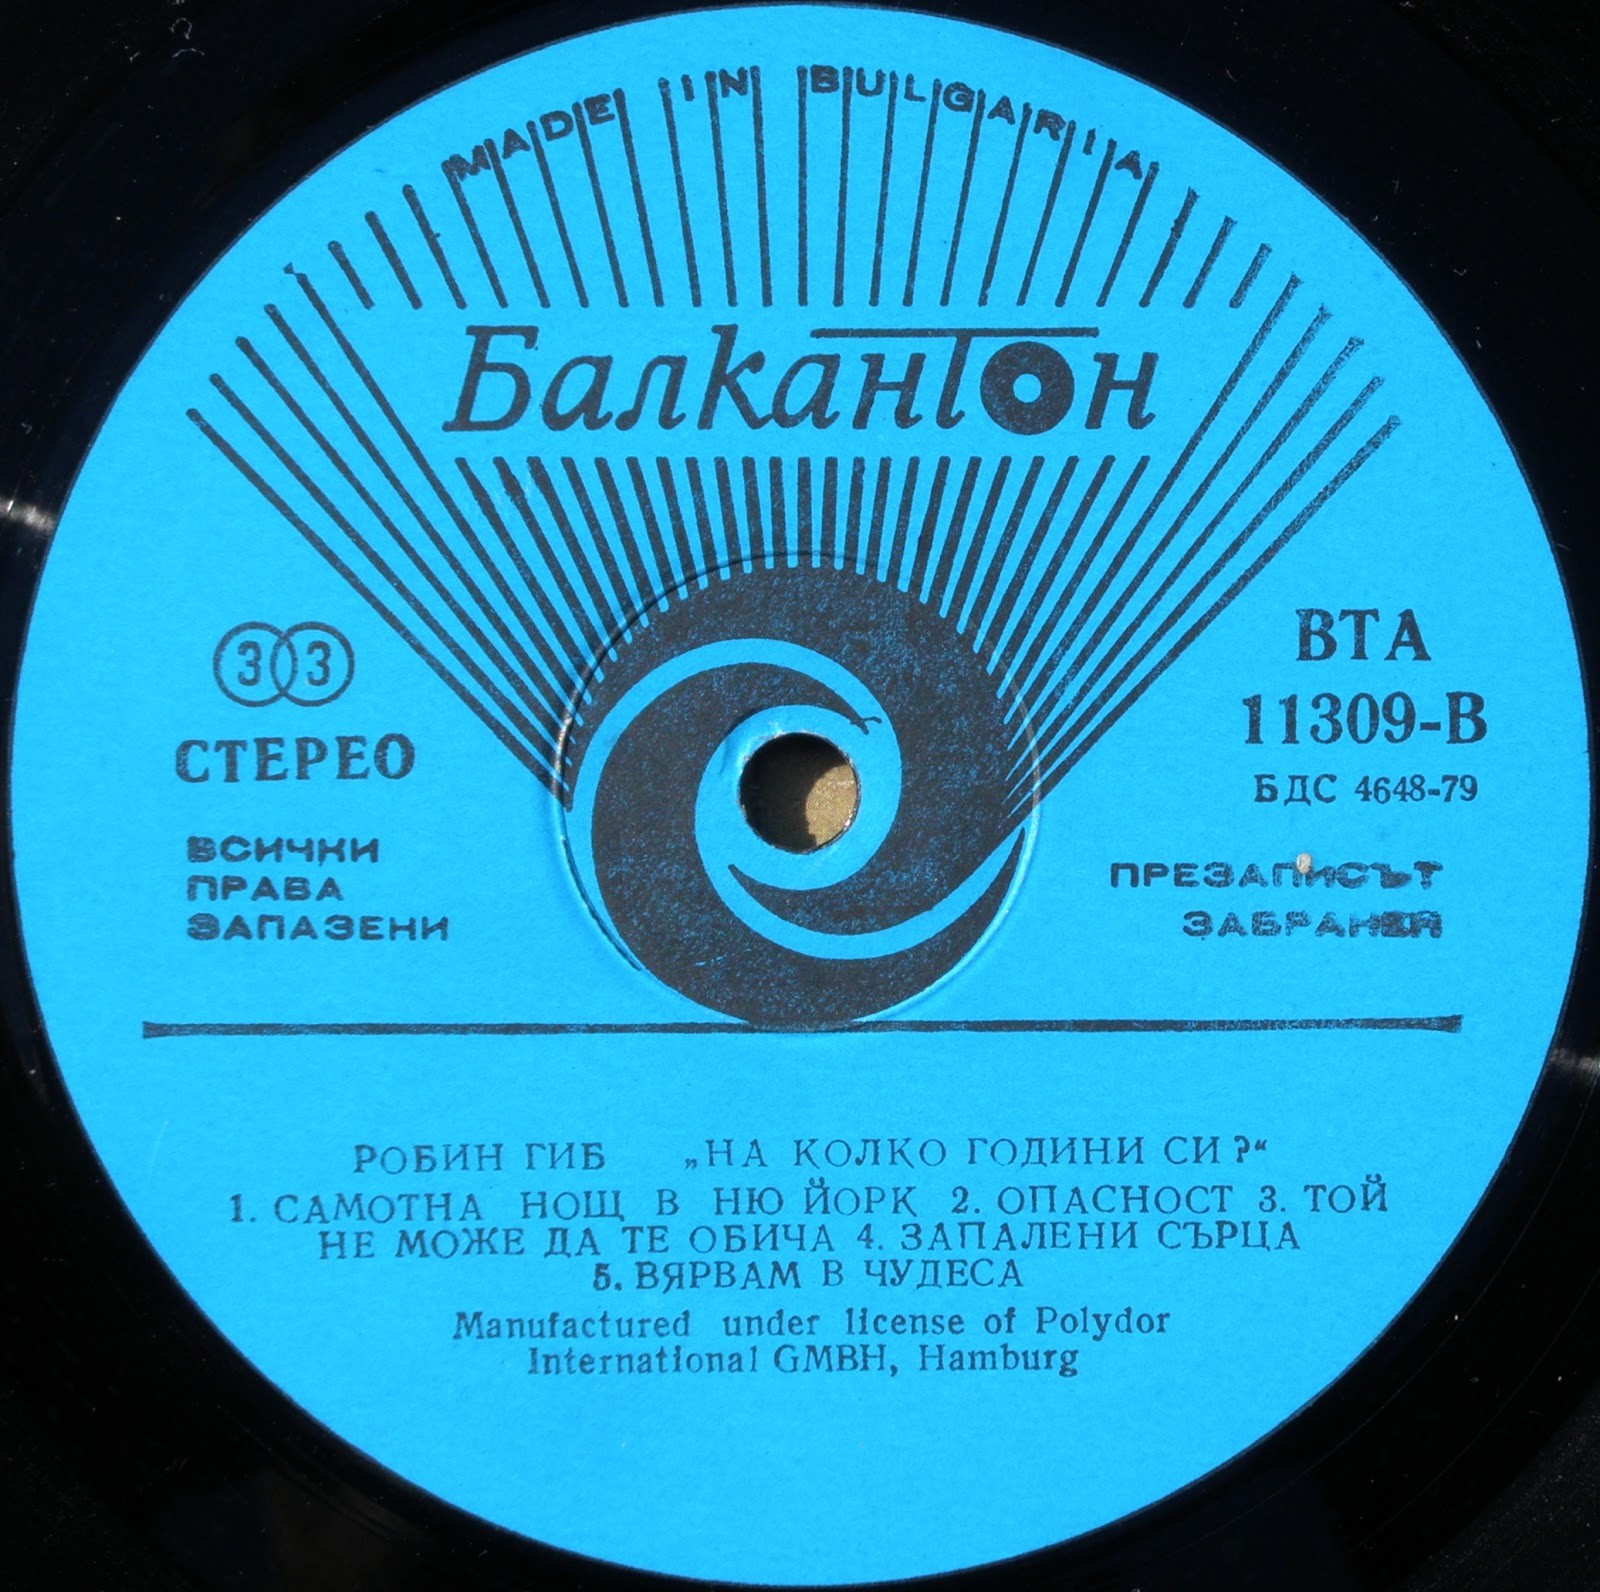 MADE IN BULGARIA
Балкантон
33
СТЕРЕО
ВСИЧКИ
ПРАВА
ЗАПАЗЕНИ
ВТА
11309-В
БДС 4648-79
ПРЕЗАПИСЪТ
ЗАБРАНЕН
РОБИН ГИБ „НА КОЛКО ГОДИНИ СИ?“
1. САМОТНА НОЩ В НЮ ЙОРК 2. ОПАСНОСТ 3. ТОЙ
НЕ МОЖЕ ДА ТЕ ОБИЧА 4. ЗАПАЛЕНИ СЪРЦА
5. ВЯРВАМ В ЧУДЕСА
Manufactured under license of Polydor
International GMBH, Hamburg